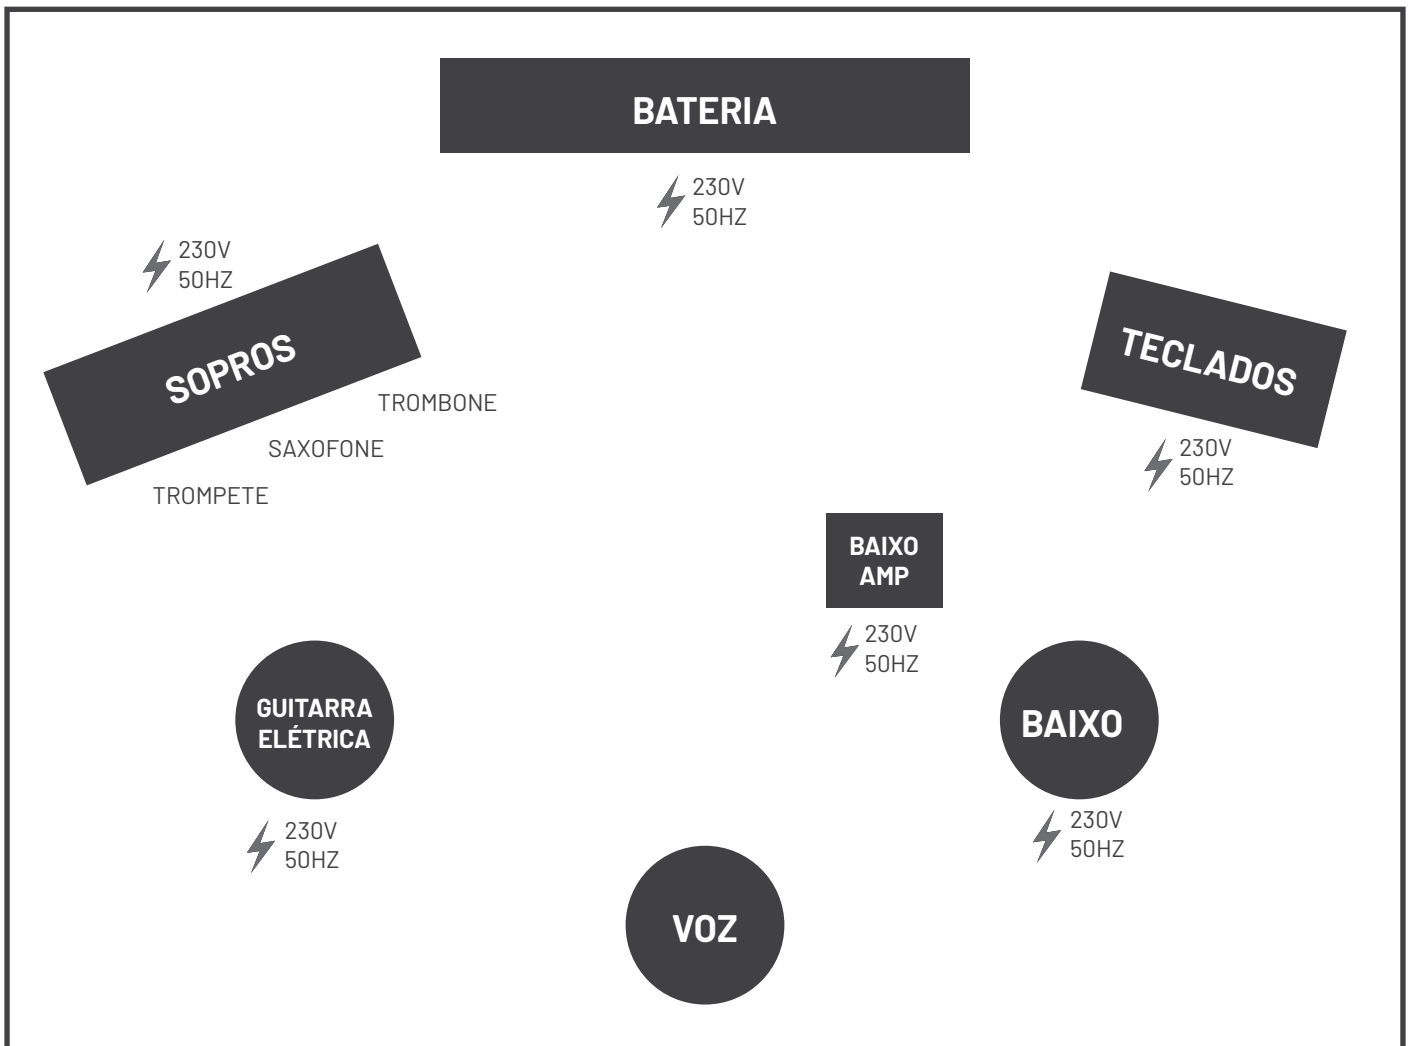 BATERIA
230V
50HZ
230V
50HZ
SOPROS
TROMBONE
SAXOFONE
TROMPETE
TECLADOS
230V
50HZ
BAIXO
AMP
230V
50HZ
GUITARRA
ELÉTRICA
230V
50HZ
BAIXO
230V
50HZ
VOZ